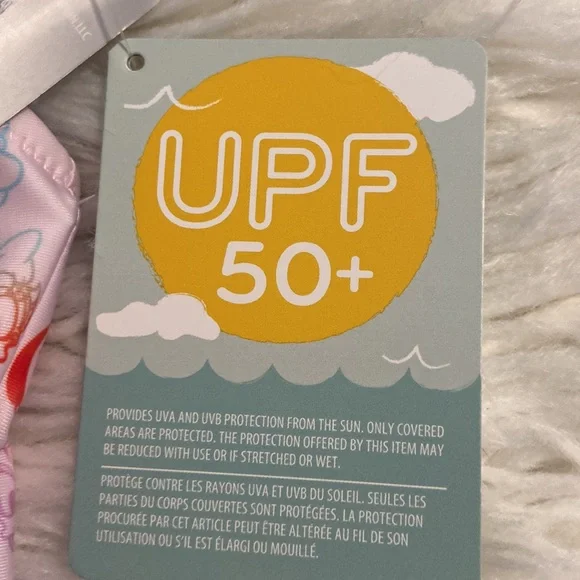 UPF
50+
PROVIDES UVA AND UVB PROTECTION FROM THE SUN. ONLY COVERED
AREAS ARE PROTECTED. THE PROTECTION OFFERED BY THIS ITEM MAY
BE REDUCED WITH USE OR IF STRETCHED OR WET.
PROTÈGE CONTRE LES RAYONS UVA ET UVB DU SOLEIL. SEULES LES
PARTIES DU CORPS COUVERTES SONT PROTÉGÉES. LA PROTECTION
PROCURÉE PAR CET ARTICLE PEUT ÊTRE ALTÉRÉE AU FIL DE SON
UTILISATION OU S'IL EST ÉLARGI OU MOUILLÉ.